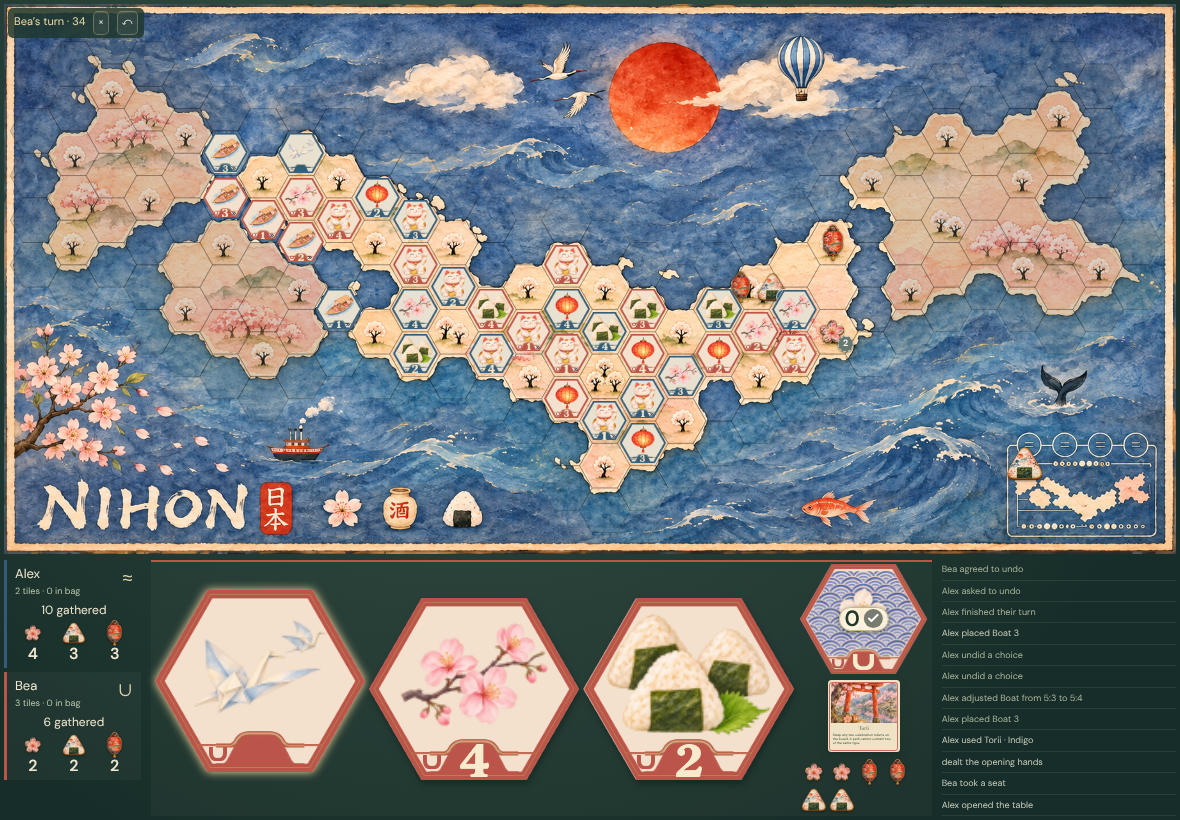 Bea's turn · 34
×
NIHON
日本
酒
2
Alex
2 tiles · 0 in bag
10 gathered
4 3 3
Bea
3 tiles · 0 in bag
6 gathered
2 2 2
4
2
0
Torii
Bea agreed to undo
Alex asked to undo
Alex finished their turn
Alex placed Boat 3
Alex undid a choice
Alex undid a choice
Alex adjusted Boat from 5:3 to 5:4
Alex placed Boat 3
Alex used Torii · Indigo
dealt the opening hands
Bea took a seat
Alex opened the table